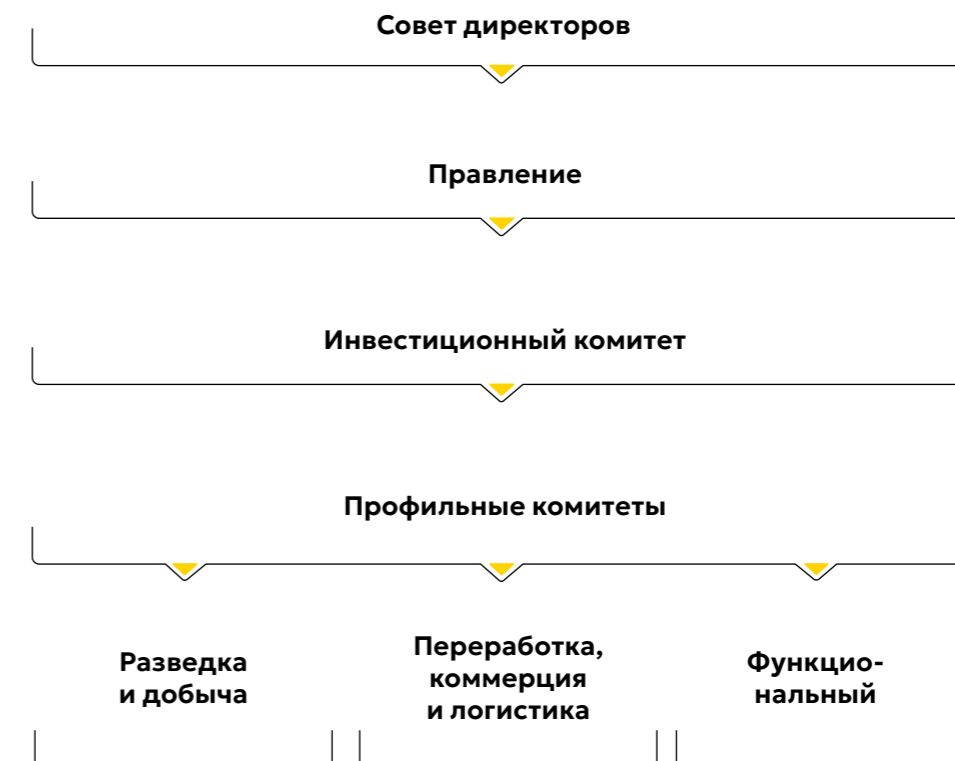 Совет директоров
Правление
Инвестиционный комитет
Профильные комитеты
Разведка
и добыча
Переработка,
коммерция
и логистика
Функцио-
нальный